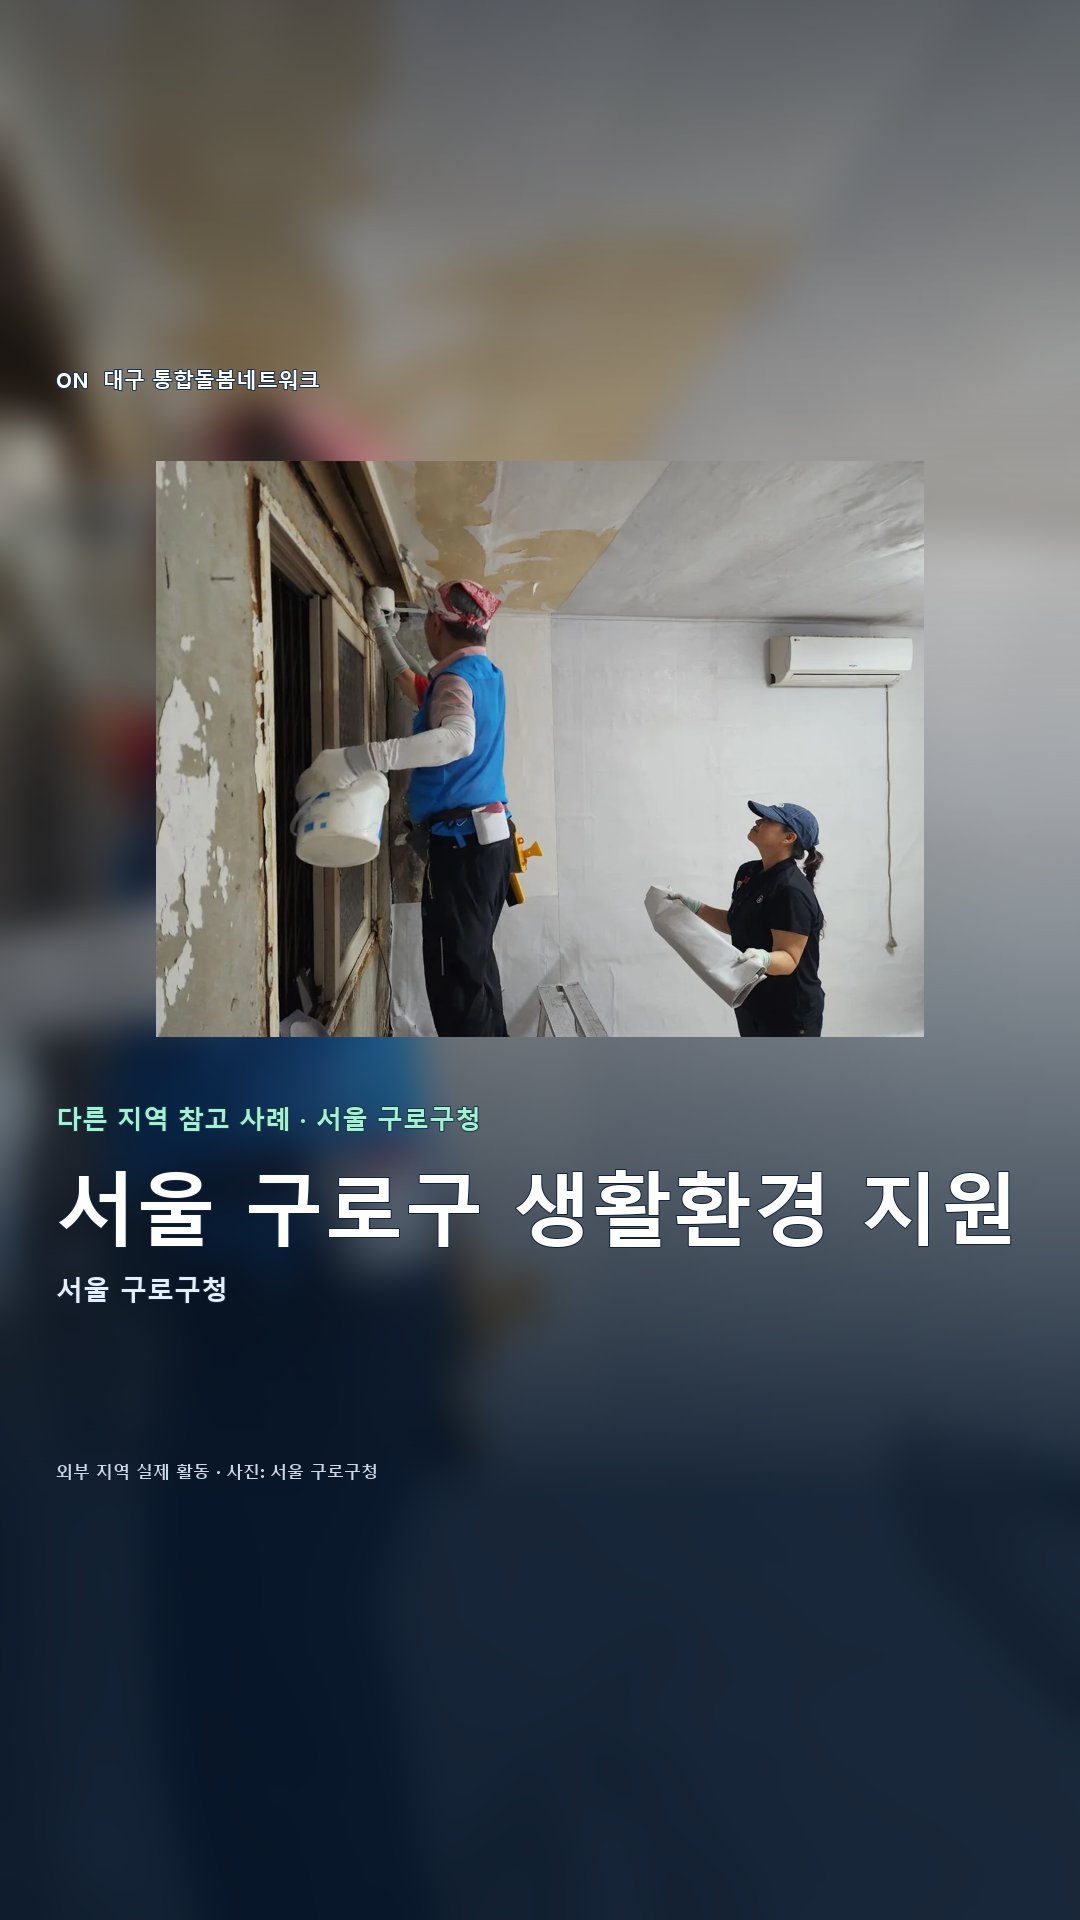 ON 대구 통합돌봄네트워크
다른 지역 참고 사례 · 서울 구로구청
서울 구로구 생활환경 지원
서울 구로구청
외부 지역 실제 활동 · 사진: 서울 구로구청